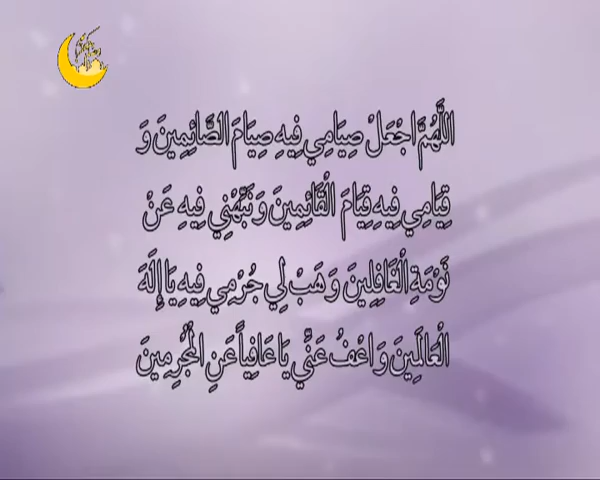 اللَّهُمَّ اجْعَلْ صِيَامِي فِيهِ صِيَامَ الصَّائِمِينَ وَ
قِيَامِي فِيهِ قِيَامَ الْقَائِمِينَ وَ نَبِّهْنِي فِيهِ عَنْ
نَوْمَةِ الْغَافِلِينَ وَ هَبْ لِي جُرْمِي فِيهِ يَا إِلَهَ
الْعَالَمِينَ وَ اعْفُ عَنِّي يَا عَافِياً عَنِ الْمُجْرِمِينَ